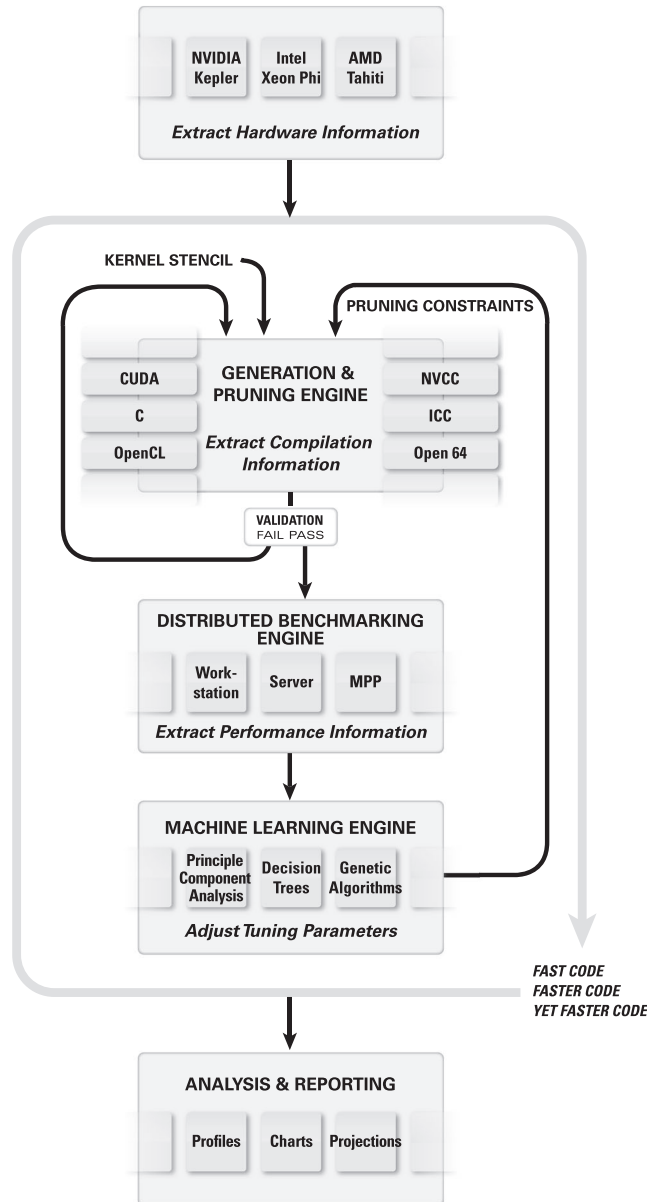 NVIDIA
Kepler
Intel
Xeon Phi
AMD
Tahiti
Extract Hardware Information
KERNEL STENCIL
PRUNING CONSTRAINTS
CUDA
C
OpenCL
GENERATION &
PRUNING ENGINE
Extract Compilation
Information
NVCC
ICC
Open 64
VALIDATION
FAIL PASS
DISTRIBUTED BENCHMARKING
ENGINE
Work-
station
Server
MPP
Extract Performance Information
MACHINE LEARNING ENGINE
Principle
Component
Analysis
Decision
Trees
Genetic
Algorithms
Adjust Tuning Parameters
FAST CODE
FASTER CODE
YET FASTER CODE
ANALYSIS & REPORTING
Profiles
Charts
Projections